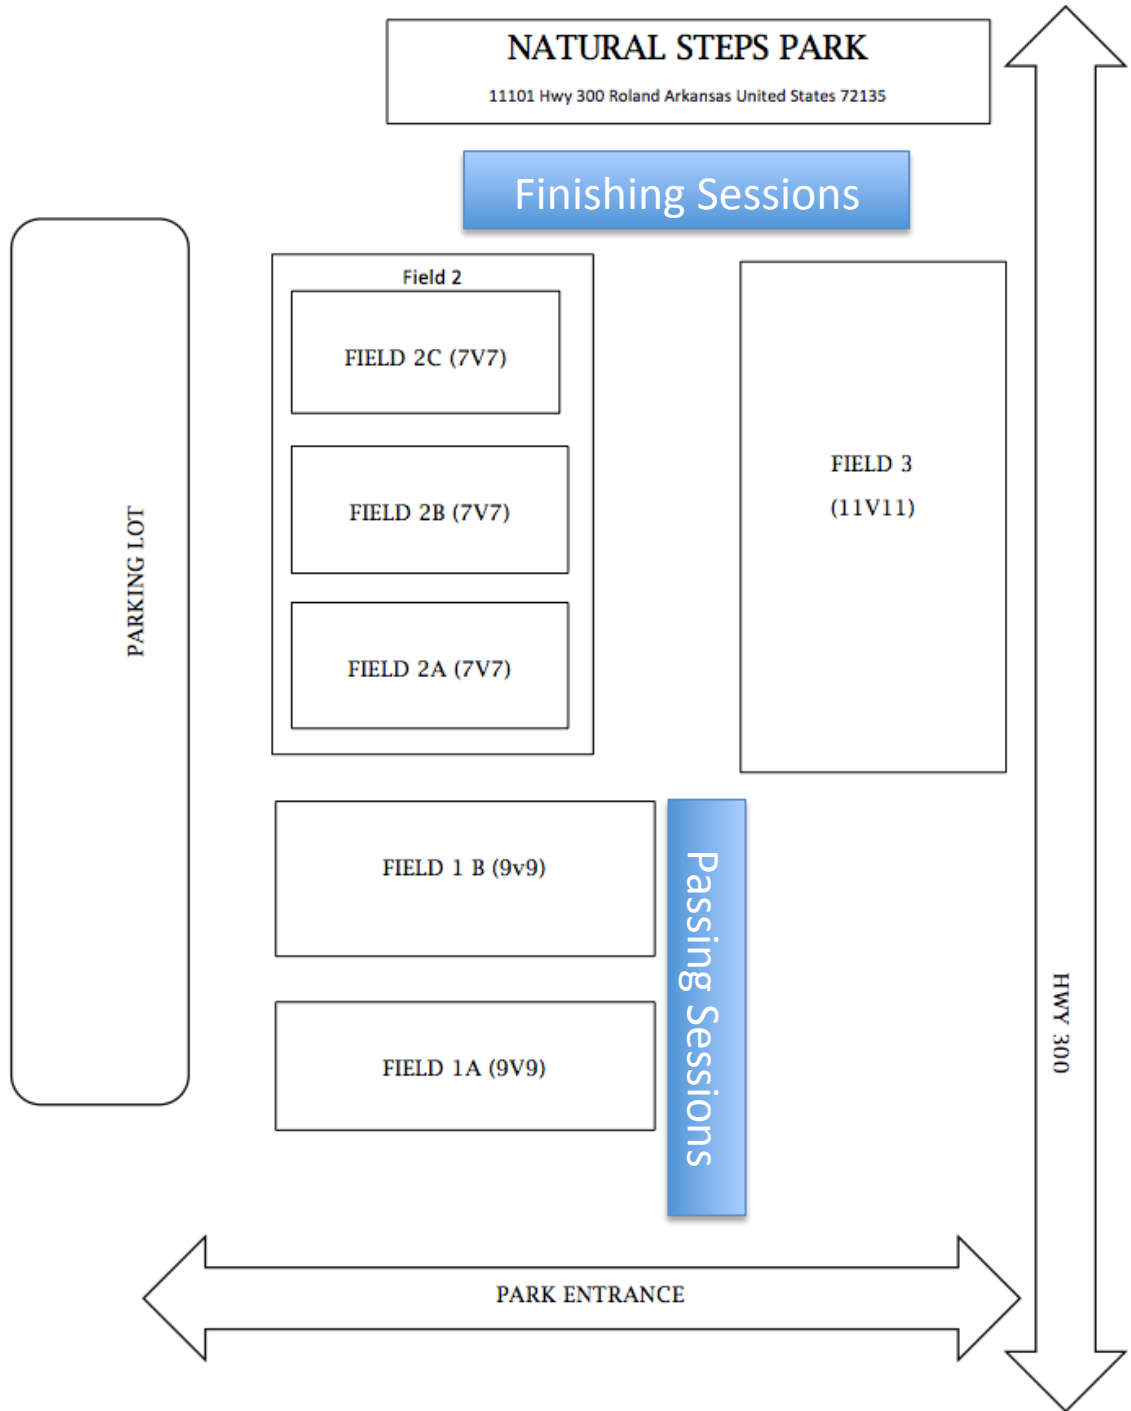 NATURAL STEPS PARK
11101 Hwy 300 Roland Arkansas United States 72135
Finishing Sessions
Field 2
FIELD 2C (7V7)
FIELD 2B (7V7)
FIELD 2A (7V7)
FIELD 3
(11V11)
PARKING LOT
FIELD 1 B (9v9)
FIELD 1A (9V9)
Passing Sessions
HWY 300
PARK ENTRANCE